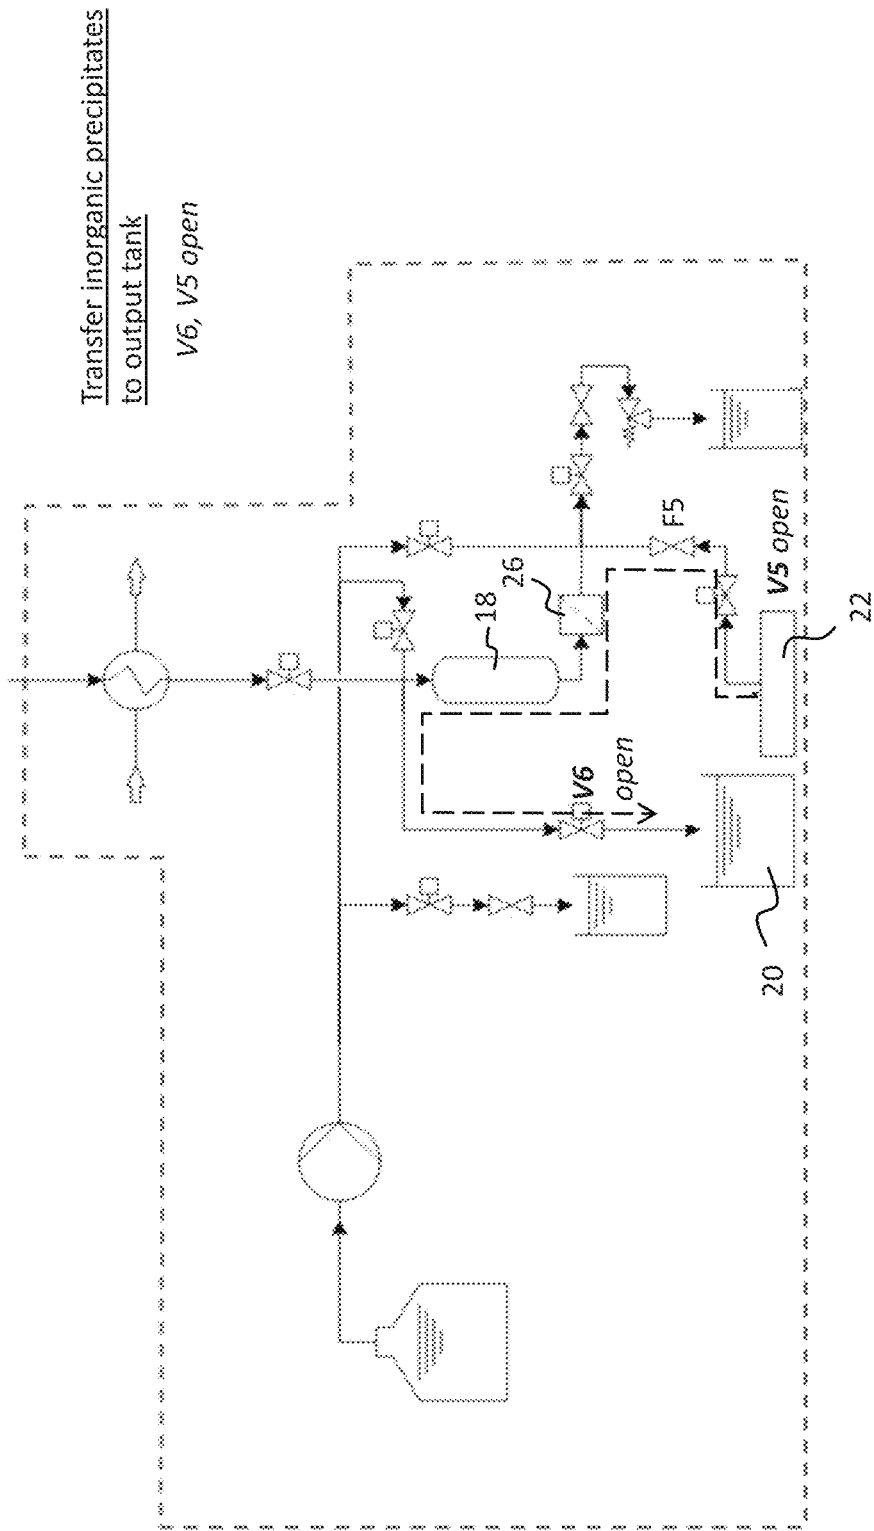 Transfer inorganic precipitates
to output tank
V6, V5 open
F5
V5 open
26
18
22
V6
open
20